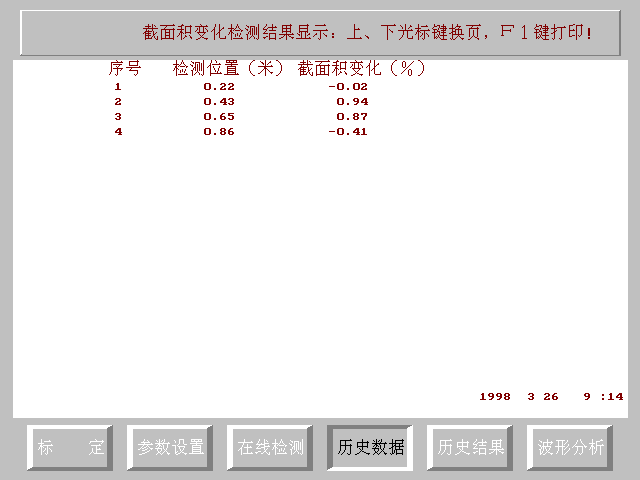 截面积变化检测结果显示：上、下光标键换页，F１键打印！
序号 检测位置（米） 截面积变化（％）
1 0.22 -0.02
2 0.43 0.94
3 0.65 0.87
4 0.86 -0.41
1998 3 26 9 :14
标 定 参数设置 在线检测 历史数据 历史结果 波形分析